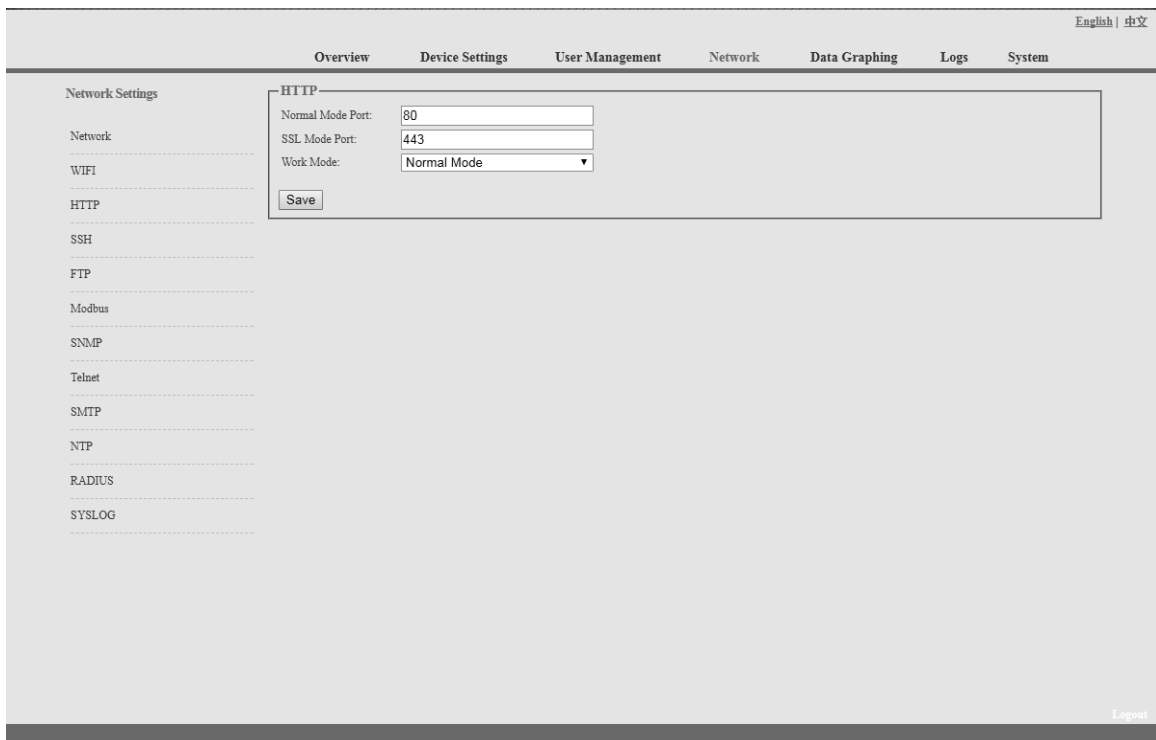 English | 中文
Overview Device Settings User Management Network Data Graphing Logs System
Network Settings
Network
WIFI
HTTP
SSH
FTP
Modbus
SNMP
Telnet
SMTP
NTP
RADIUS
SYSLOG
HTTP
Normal Mode Port: 80
SSL Mode Port: 443
Work Mode: Normal Mode
Save
Logout